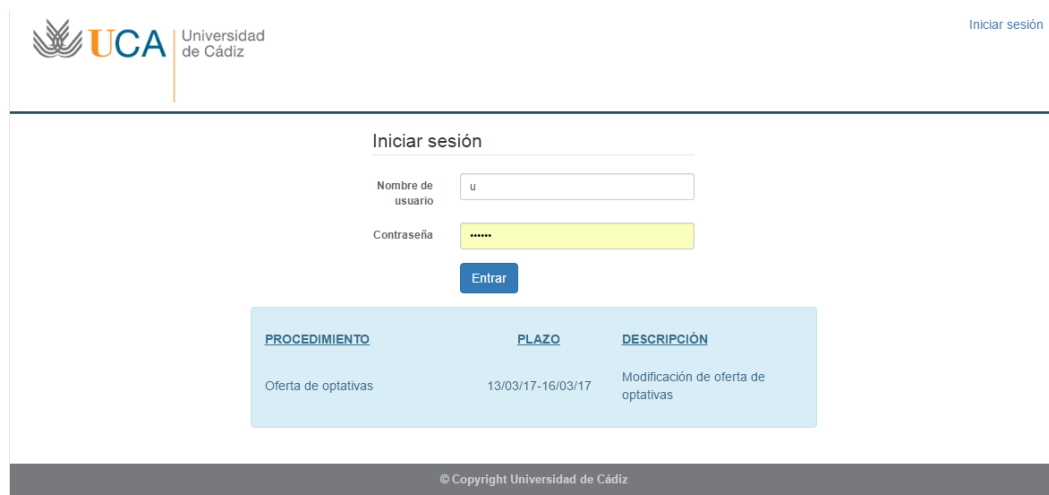 UCA
Universidad
de Cádiz
Iniciar sesión
Iniciar sesión
Nombre de
usuario
u
Contraseña
••••••
Entrar
PROCEDIMIENTO PLAZO DESCRIPCIÓN
Oferta de optativas 13/03/17-16/03/17 Modificación de oferta de
optativas
© Copyright Universidad de Cádiz